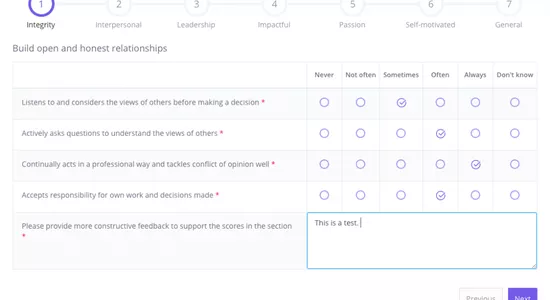 1 2 3 4 5 6 7
Integrity Interpersonal Leadership Impactful Passion Self-motivated General
Build open and honest relationships
Never Not often Sometimes Often Always Don't know
Listens to and considers the views of others before making a decision *
Actively asks questions to understand the views of others *
Continually acts in a professional way and tackles conflict of opinion well *
Accepts responsibility for own work and decisions made *
Please provide more constructive feedback to support the scores in the section
*
This is a test.
Previous Next